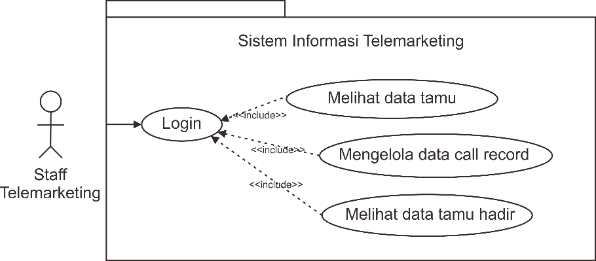 Sistem Informasi Telemarketing
Melihat data tamu
<<include>>
Login
<<include>>
Mengelola data call record
<<include>>
Melihat data tamu hadir
Staff
Telemarketing